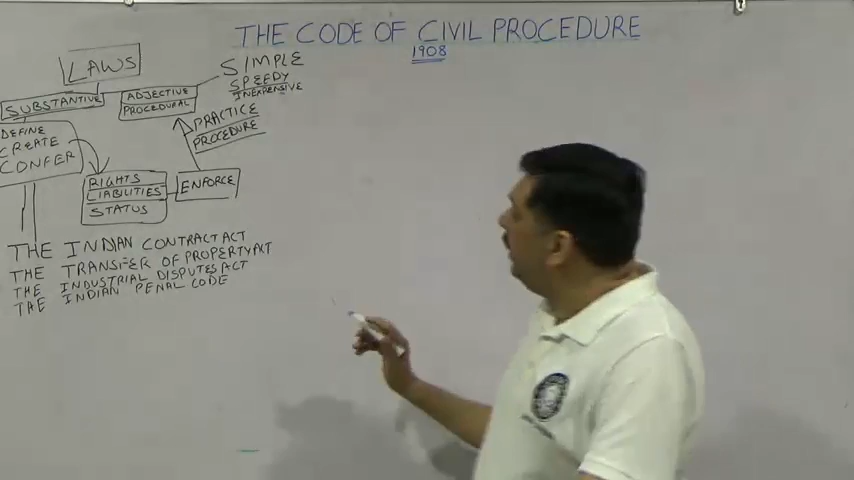 THE CODE OF CIVIL PROCEDURE
1908
LAWS
SUBSTANTIVE
ADJECTIVE
PROCEDURAL
SIMPLE
SPEEDY
INEXPENSIVE
PRACTICE
PROCEDURE
DEFINE
CREATE
CONFER
RIGHTS
LIABILITIES
STATUS
ENFORCE
THE INDIAN CONTRACT ACT
THE TRANSFER OF PROPERTY ACT
THE INDUSTRIAL DISPUTES ACT
THE INDIAN PENAL CODE